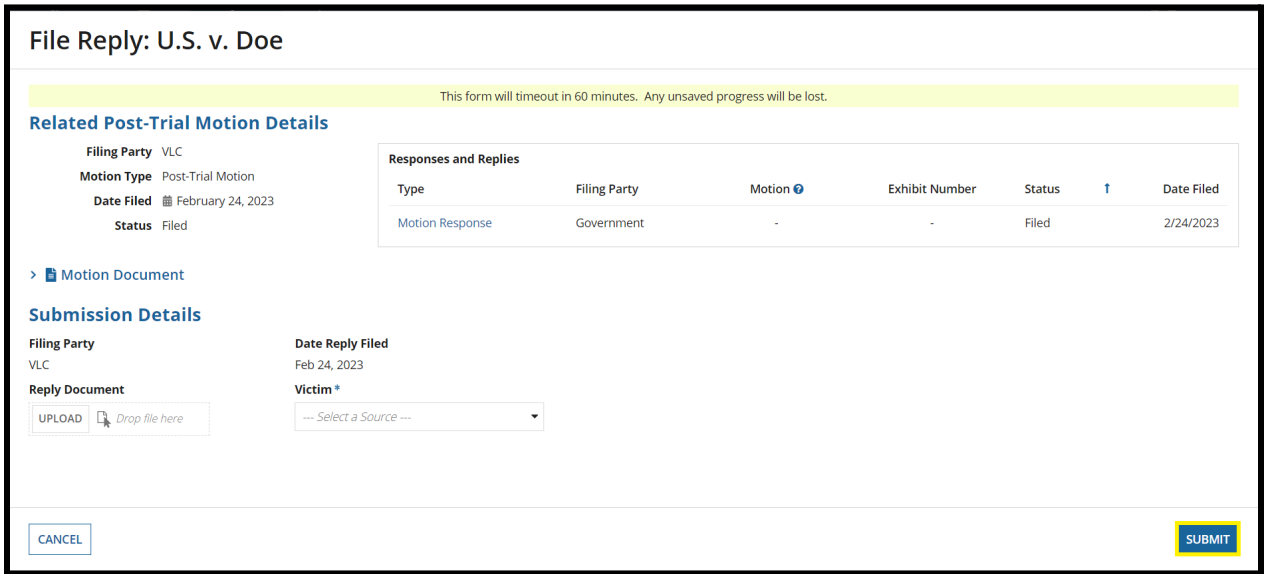 File Reply: U.S. v. Doe
This form will timeout in 60 minutes. Any unsaved progress will be lost.
Related Post-Trial Motion Details
Filing Party VLC
Motion Type Post-Trial Motion
Date Filed February 24, 2023
Status Filed
Responses and Replies
Type Filing Party Motion Exhibit Number Status ↑ Date Filed
Motion Response Government - - Filed 2/24/2023
> Motion Document
Submission Details
Filing Party Date Reply Filed
VLC Feb 24, 2023
Reply Document Victim *
UPLOAD Drop file here --- Select a Source ---
CANCEL SUBMIT